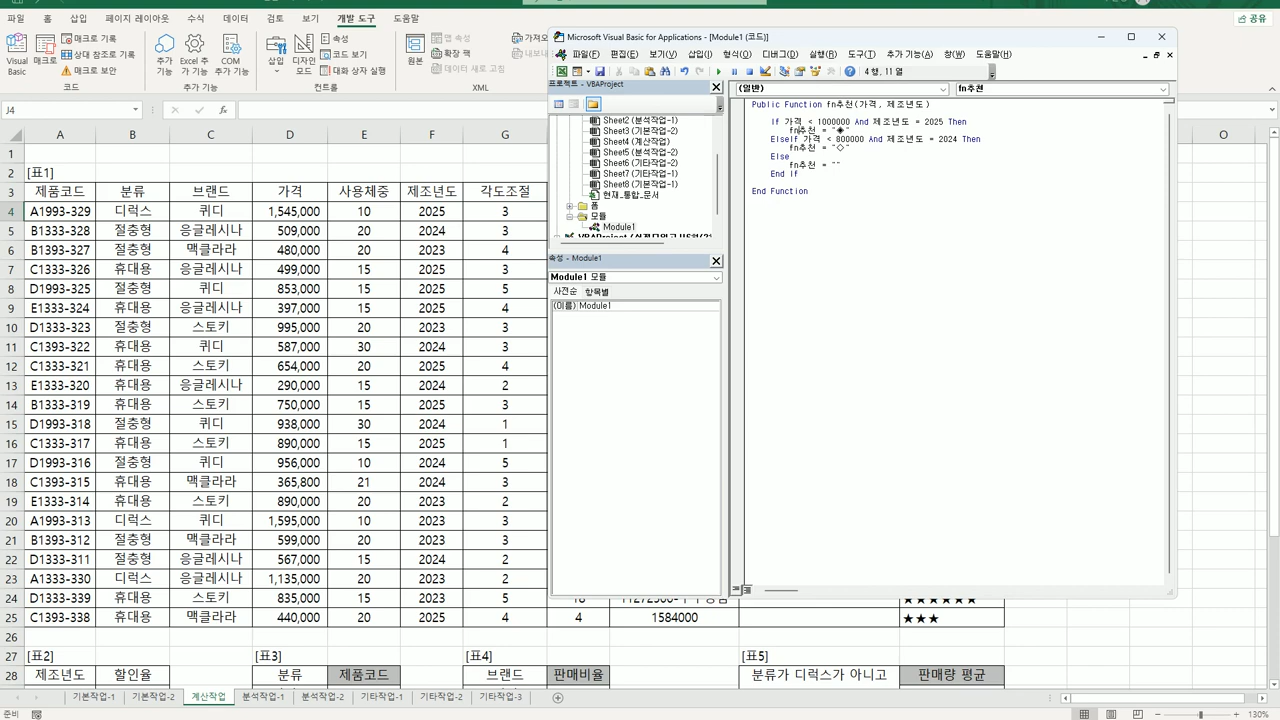 파일 홈 삽입 페이지 레이아웃 수식 데이터 검토 보기 개발 도구 도움말 공유
Visual Basic 매크로 매크로 기록 상대 참조로 기록 매크로 보안
추가 기능 Excel 추가 기능 COM 추가 기능
삽입 디자인 모드 속성 코드 보기 대화 상자 실행
원본 맵 속성 확장 팩 데이터 새로 고침
코드 추가 기능 컨트롤 XML
J4
Microsoft Visual Basic for Applications - [Module1 (코드)]
파일(F) 편집(E) 보기(V) 삽입(I) 형식(O) 디버그(D) 실행(R) 도구(T) 추가 기능(A) 창(W) 도움말(H)
4 행, 11 열
프로젝트 - VBAProject
Sheet2 (분석작업-1)
Sheet3 (기본작업-2)
Sheet4 (계산작업)
Sheet5 (분석작업-2)
Sheet6 (기타작업-2)
Sheet7 (기타작업-1)
Sheet8 (기본작업-1)
현재_통합_문서
폼
모듈
Module1
속성 - Module1
Module1 모듈
사전순 항목별
(이름) Module1
(일반) fn추천
Public Function fn추천(가격, 제조년도)
If 가격 < 1000000 And 제조년도 = 2025 Then
fn추천 = "◈"
ElseIf 가격 < 800000 And 제조년도 = 2024 Then
fn추천 = "◇"
Else
fn추천 = ""
End If
End Function
A B C D E F G O
1
2 [표1]
3 제품코드 분류 브랜드 가격 사용체중 제조년도 각도조절
4 A1993-329 디럭스 퀴디 1,545,000 10 2025 3
5 B1333-328 절충형 응글레시나 509,000 20 2024 3
6 B1393-327 절충형 맥클라라 480,000 20 2023 4
7 C1333-326 휴대용 응글레시나 499,000 15 2025 3
8 D1993-325 절충형 퀴디 853,000 15 2025 5
9 E1333-324 휴대용 응글레시나 397,000 15 2025 4
10 D1333-323 절충형 스토키 995,000 20 2023 3
11 C1393-322 휴대용 퀴디 587,000 30 2024 3
12 C1333-321 휴대용 스토키 654,000 20 2025 4
13 E1333-320 휴대용 응글레시나 290,000 15 2024 2
14 B1333-319 휴대용 스토키 750,000 15 2025 3
15 D1993-318 절충형 퀴디 938,000 30 2024 1
16 C1333-317 휴대용 스토키 890,000 15 2025 1
17 D1993-316 절충형 퀴디 956,000 10 2024 5
18 C1393-315 휴대용 맥클라라 365,800 21 2024 3
19 E1333-314 휴대용 스토키 890,000 20 2023 2
20 A1993-313 디럭스 퀴디 1,595,000 10 2023 3
21 B1393-312 절충형 맥클라라 599,000 20 2023 2
22 D1333-311 절충형 응글레시나 567,000 15 2024 2
23 A1333-330 디럭스 응글레시나 1,135,000 20 2023 2
24 D1333-339 휴대용 스토키 835,000 15 2023 5 ★★★★★★
25 C1393-338 휴대용 맥클라라 440,000 20 2025 4 4 1584000 ★★★
26
27 [표2] [표3] [표4] [표5]
28 제조년도 할인율 분류 제품코드 브랜드 판매비율 분류가 디럭스가 아니고 판매량 평균
기본작업-1 기본작업-2 계산작업 분석작업-1 분석작업-2 기타작업-1 기타작업-2 기타작업-3
준비 130%